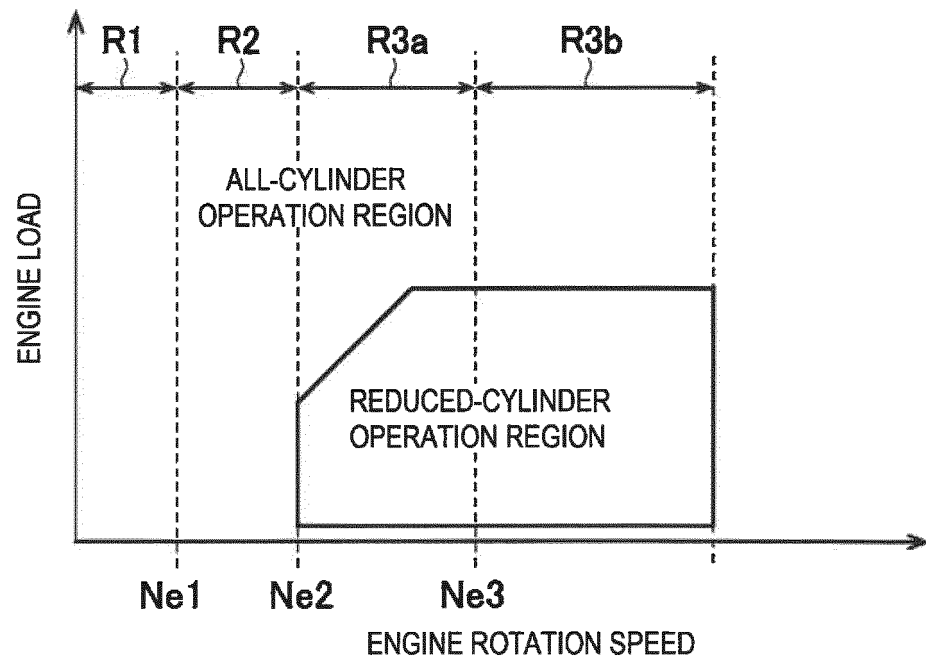 R1
R2
R3a
R3b
ALL-CYLINDER
OPERATION REGION
ENGINE LOAD
REDUCED-CYLINDER
OPERATION REGION
Ne1
Ne2
Ne3
ENGINE ROTATION SPEED